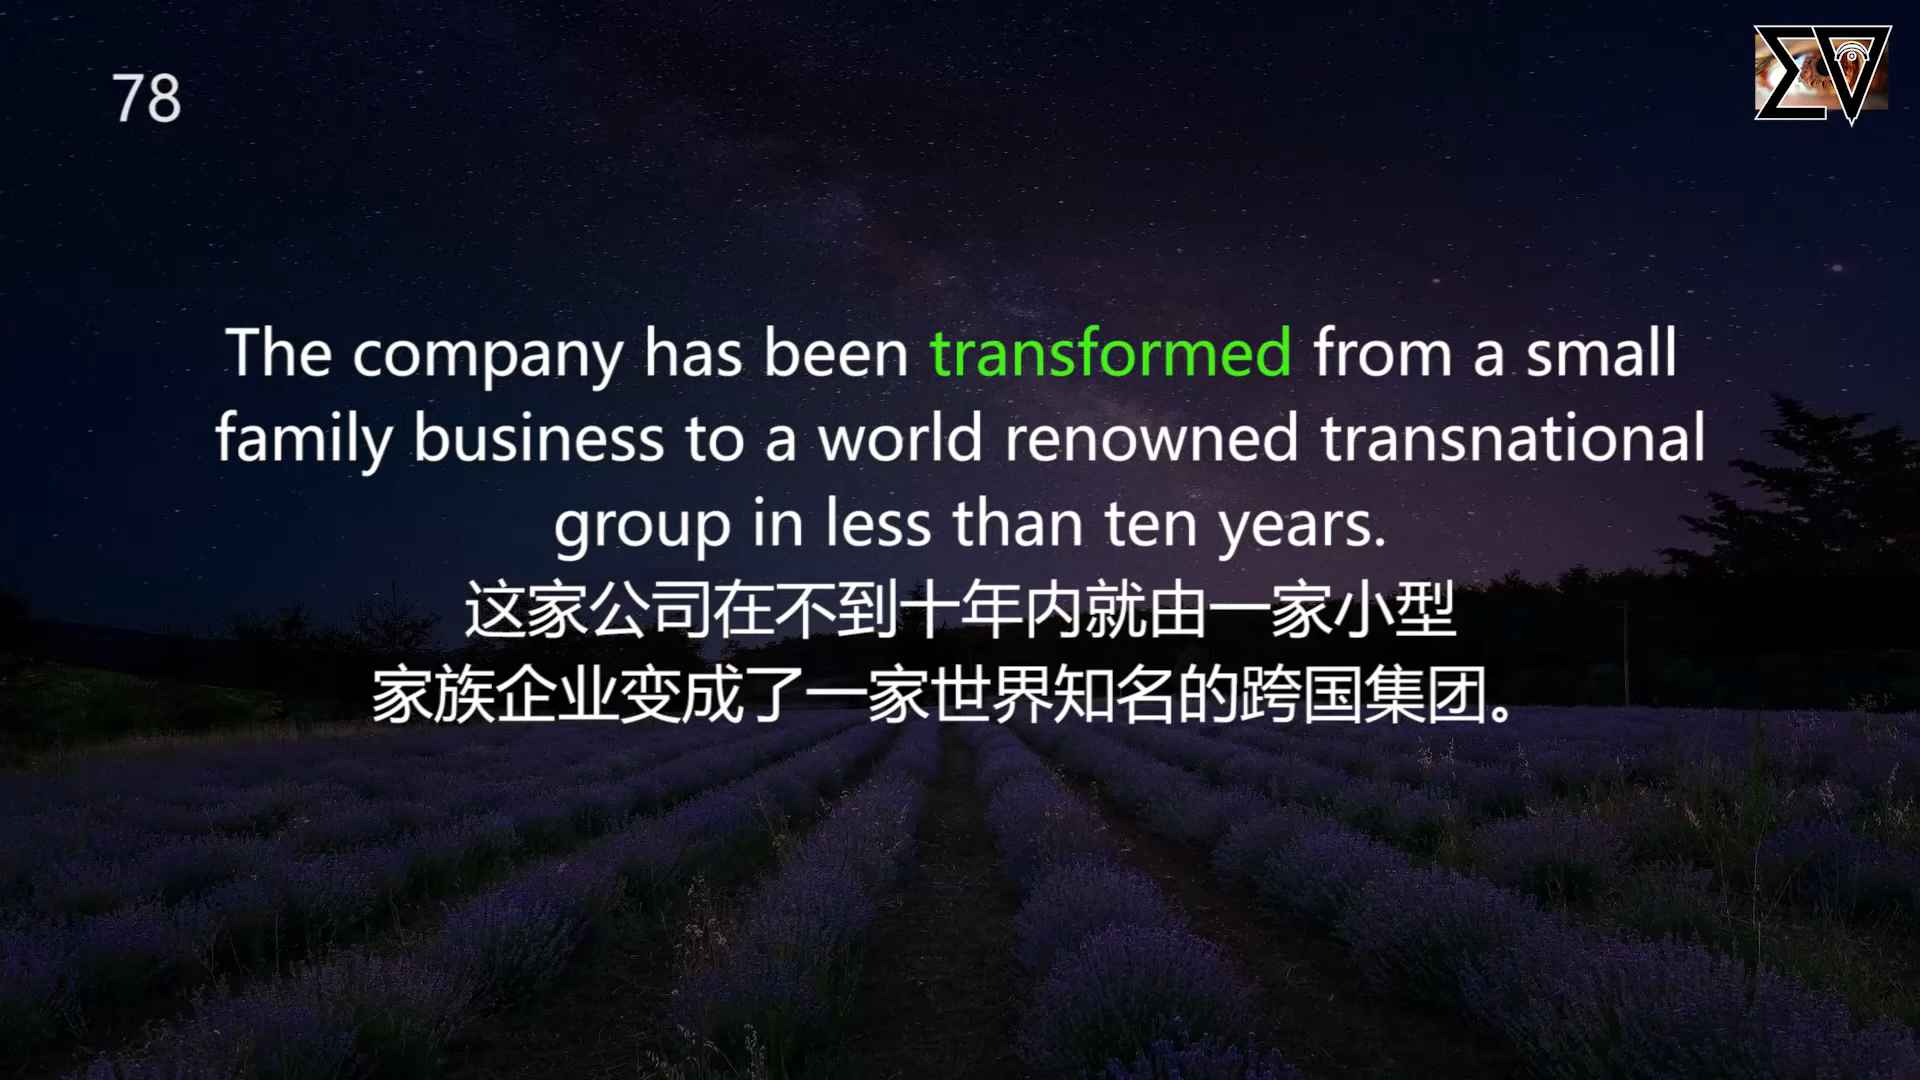 78
The company has been transformed from a small
family business to a world renowned transnational
group in less than ten years.
这家公司在不到十年内就由一家小型
家族企业变成了一家世界知名的跨国集团。